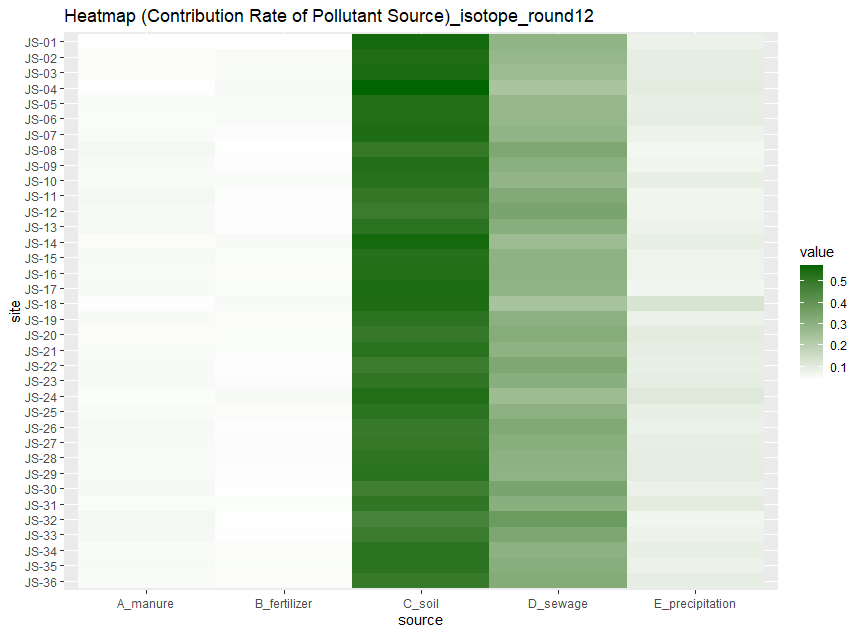 Heatmap (Contribution Rate of Pollutant Source)_isotope_round12
JS-01
JS-02
JS-03
JS-04
JS-05
JS-06
JS-07
JS-08
JS-09
JS-10
JS-11
JS-12
JS-13
JS-14
JS-15
JS-16
JS-17
JS-18
JS-19
JS-20
JS-21
JS-22
JS-23
JS-24
JS-25
JS-26
JS-27
JS-28
JS-29
JS-30
JS-31
JS-32
JS-33
JS-34
JS-35
JS-36
site
A_manure B_fertilizer C_soil D_sewage E_precipitation
source
value
0.5
0.4
0.3
0.2
0.1